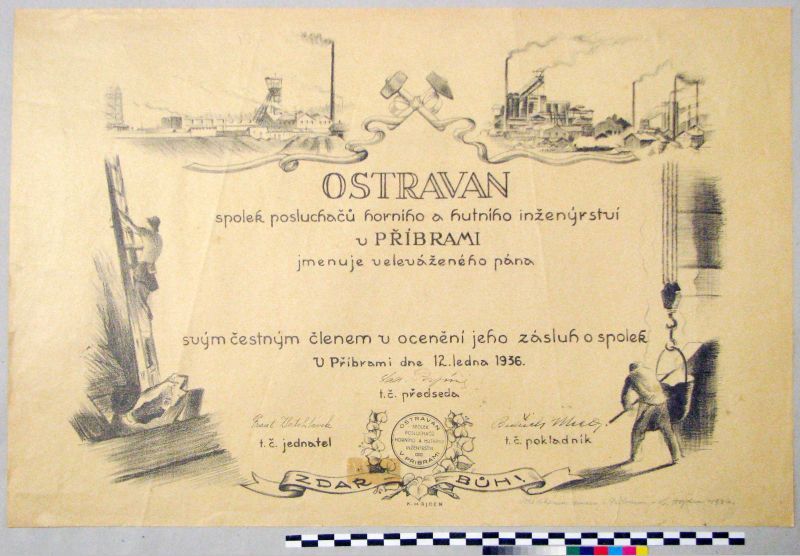 OSTRAVAN
spolek posluchačů horního a hutního inženýrství
v PŘÍBRAMI
jmenuje veleváženého pána
svým čestným členem v ocenění jeho zásluh o spolek
V Příbrami dne 12. ledna 1936.
t.č. předseda
t.č. jednatel
t.č. pokladník
OSTRAVAN
SPOLEK
POSLUCHAČŮ
HORNÍHO A HUTNÍHO
INŽENÝRSTVÍ
V PŘÍBRAMI
ZDAR BŮH!
K. HÁJDEN